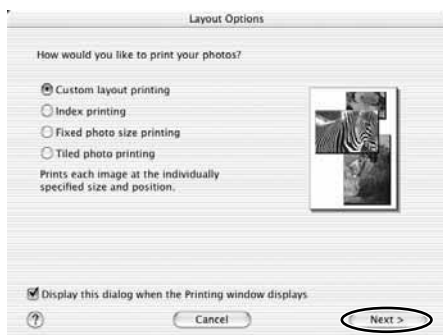 Layout Options
How would you like to print your photos?
Custom layout printing
Index printing
Fixed photo size printing
Tiled photo printing
Prints each image at the individually
specified size and position.
Display this dialog when the Printing window displays
?
Cancel
Next >